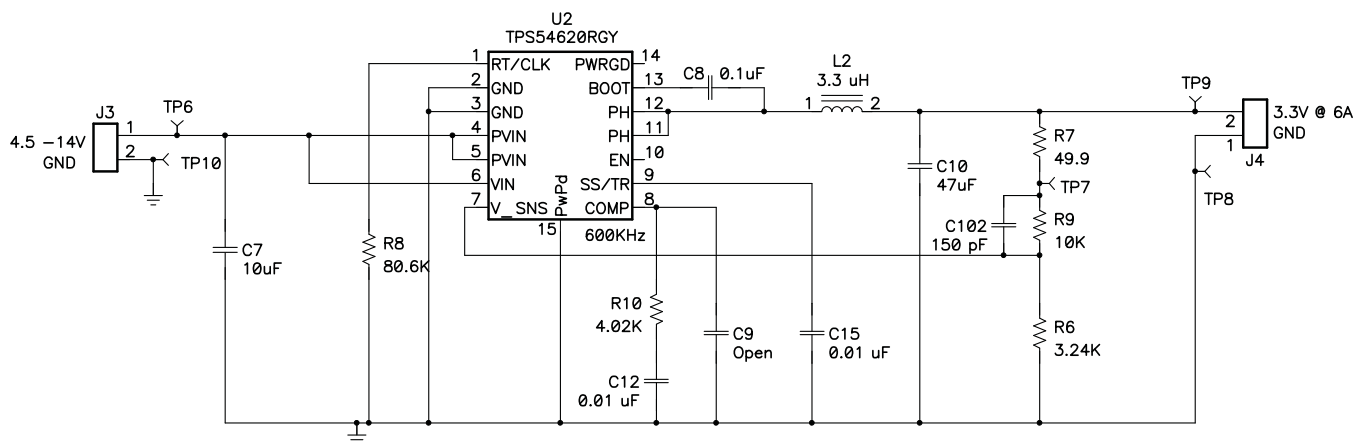 U2
TPS54620RGY
1
RT/CLK
PWRGD
14
2
GND
BOOT
13
3
GND
PH
12
4
PVIN
PH
11
5
PVIN
EN
10
6
VIN
SS/TR
9
7
V_SNS
COMP
8
PwPd
15
600KHz
J3
1
2
4.5 -14V
GND
TP6
TP10
C7
10uF
R8
80.6K
C8
0.1uF
L2
3.3 uH
1
2
R10
4.02K
C12
0.01 uF
C9
Open
C15
0.01 uF
C10
47uF
C102
150 pF
R7
49.9
TP7
R9
10K
R6
3.24K
TP9
TP8
3.3V @ 6A
2
GND
1
J4